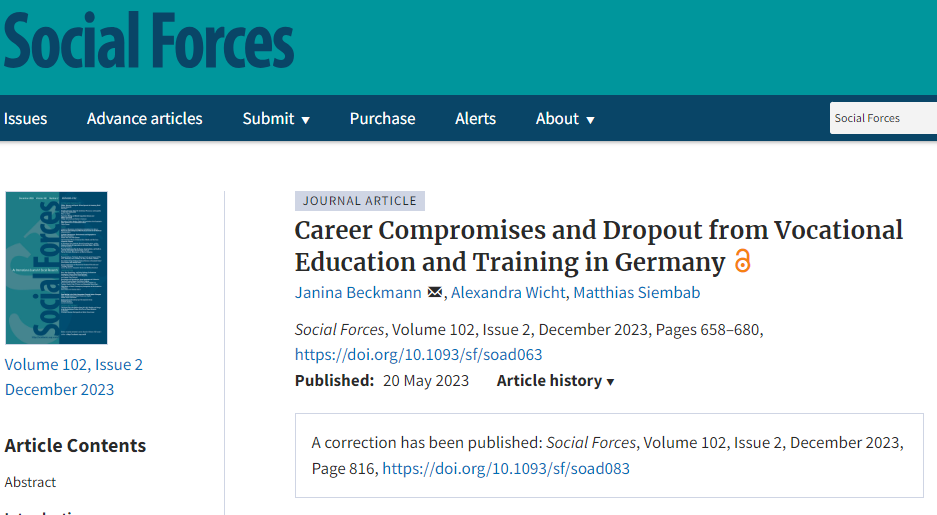 Social Forces
Issues Advance articles Submit ▼ Purchase Alerts About ▼
Social Forces
Social Forces
Volume 102, Issue 2
December 2023
Article Contents
Abstract
JOURNAL ARTICLE
Career Compromises and Dropout from Vocational
Education and Training in Germany
Janina Beckmann , Alexandra Wicht, Matthias Siembab
Social Forces, Volume 102, Issue 2, December 2023, Pages 658–680,
https://doi.org/10.1093/sf/soad063
Published: 20 May 2023 Article history ▼
A correction has been published: Social Forces, Volume 102, Issue 2, December 2023,
Page 816, https://doi.org/10.1093/sf/soad083